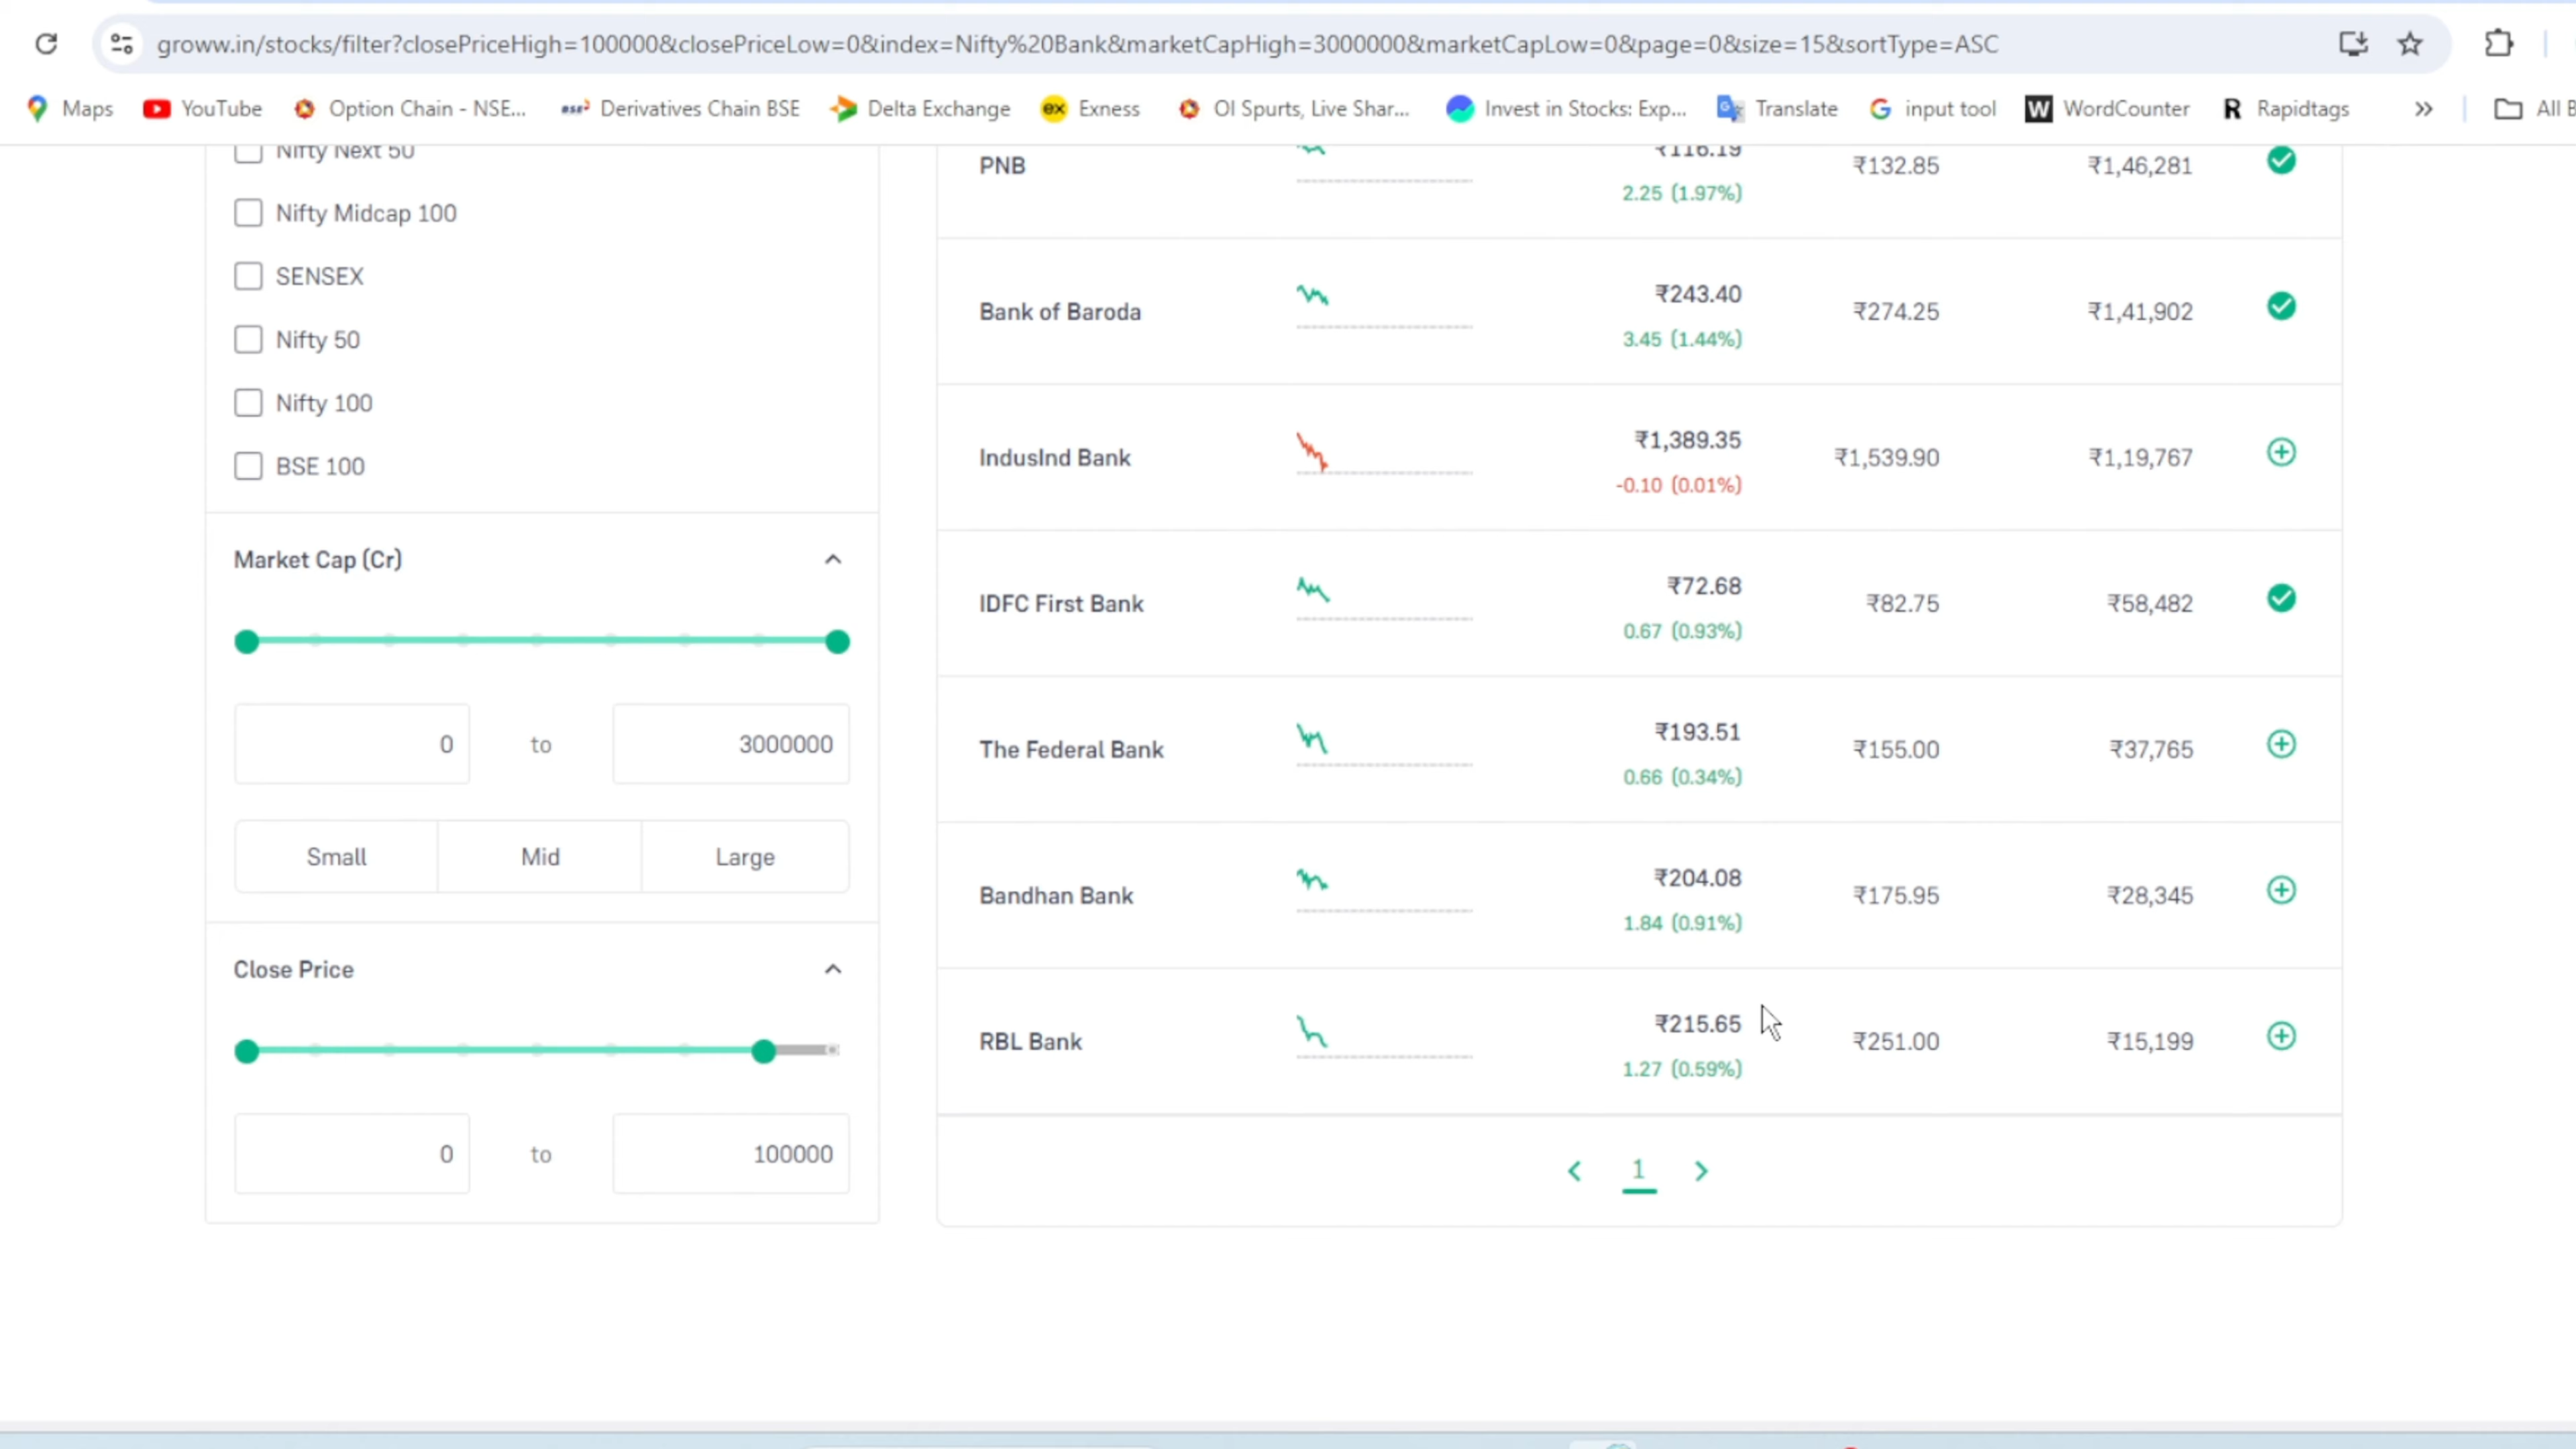 groww.in/stocks/filter?closePriceHigh=100000&closePriceLow=0&index=Nifty%20Bank&marketCapHigh=3000000&marketCapLow=0&page=0&size=15&sortType=ASC
Maps YouTube Option Chain - NSE... Derivatives Chain BSE Delta Exchange Exness OI Spurts, Live Shar... Invest in Stocks: Exp... Translate input tool WordCounter Rapidtags » All B
Nifty Next 50
Nifty Midcap 100
SENSEX
Nifty 50
Nifty 100
BSE 100
Market Cap (Cr)
0 to 3000000
Small Mid Large
Close Price
0 to 100000
PNB ₹116.19 ₹132.85 ₹1,46,281
2.25 (1.97%)
Bank of Baroda ₹243.40 ₹274.25 ₹1,41,902
3.45 (1.44%)
IndusInd Bank ₹1,389.35 ₹1,539.90 ₹1,19,767
-0.10 (0.01%)
IDFC First Bank ₹72.68 ₹82.75 ₹58,482
0.67 (0.93%)
The Federal Bank ₹193.51 ₹155.00 ₹37,765
0.66 (0.34%)
Bandhan Bank ₹204.08 ₹175.95 ₹28,345
1.84 (0.91%)
RBL Bank ₹215.65 ₹251.00 ₹15,199
1.27 (0.59%)
1